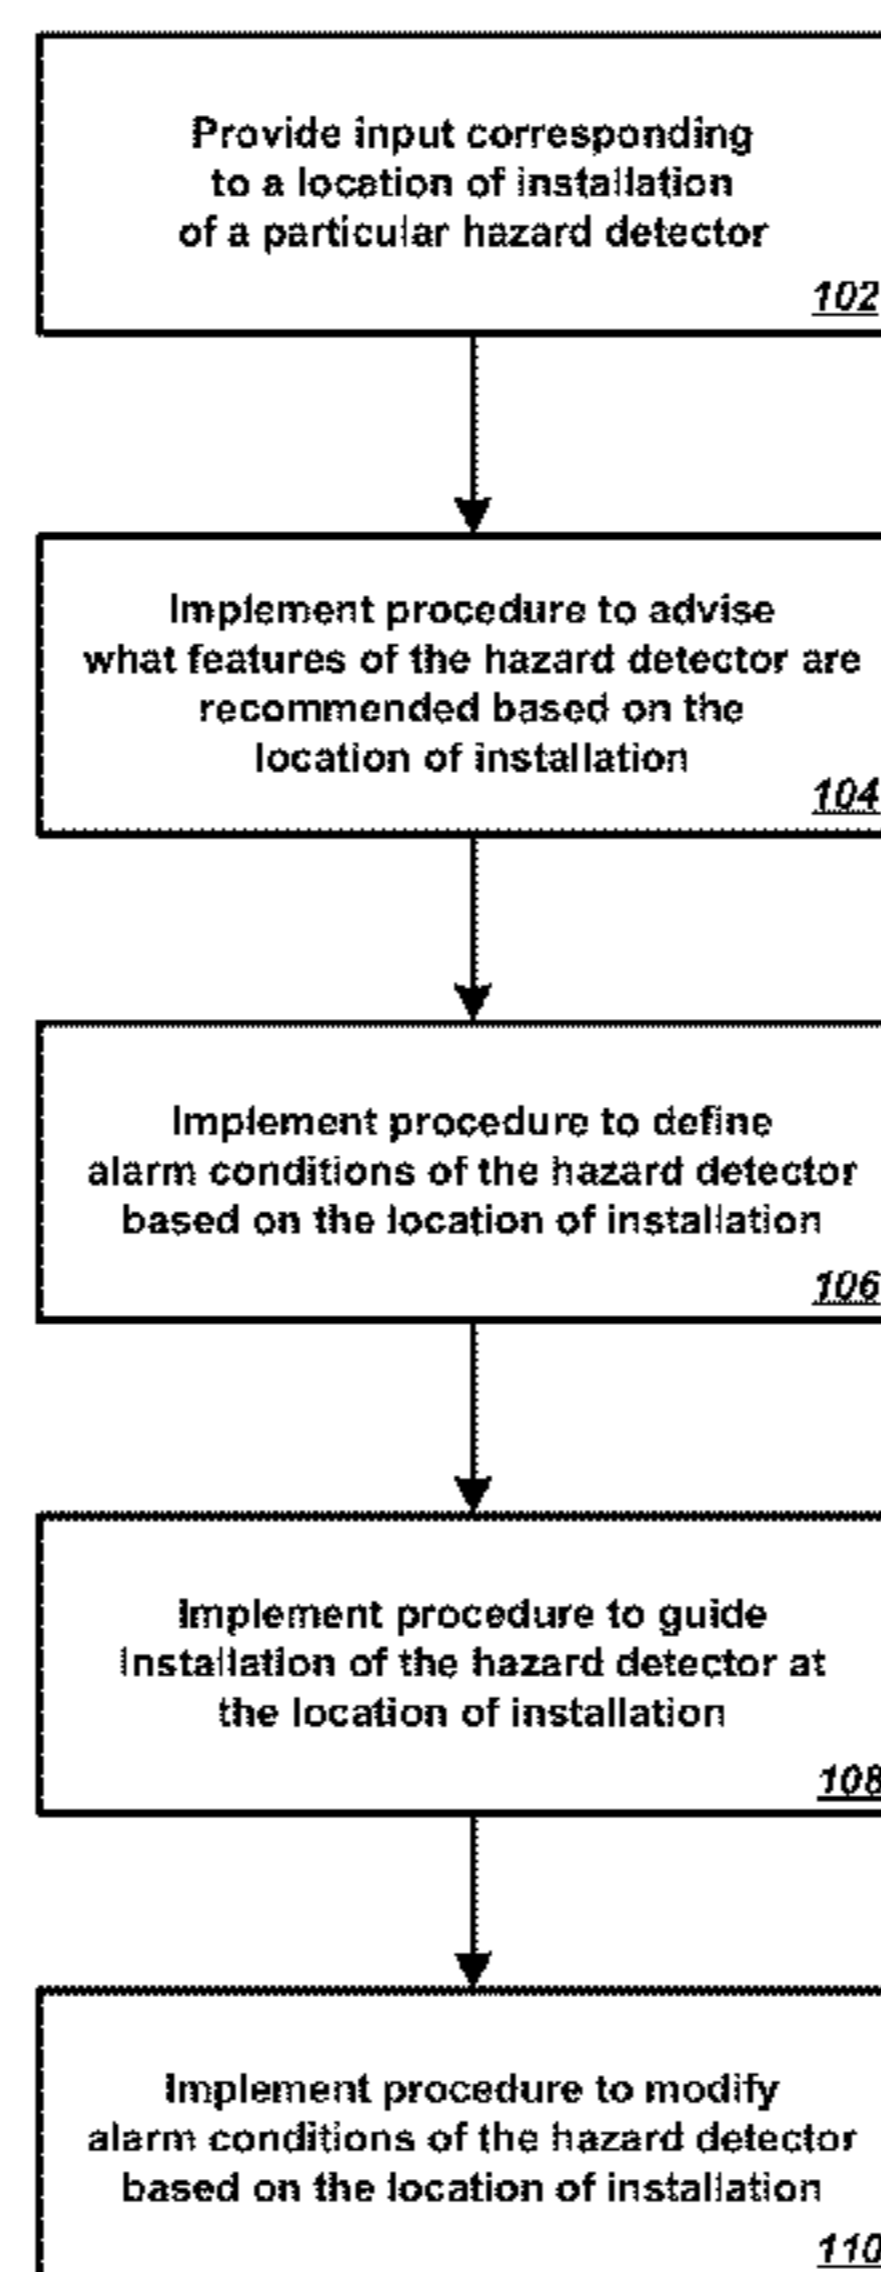 Provide input corresponding
to a location of installation
of a particular hazard detector
102
Implement procedure to advise
what features of the hazard detector are
recommended based on the
location of installation
104
Implement procedure to define
alarm conditions of the hazard detector
based on the location of installation
106
Implement procedure to guide
Installation of the hazard detector at
the location of installation
108
Implement procedure to modify
alarm conditions of the hazard detector
based on the location of installation
110